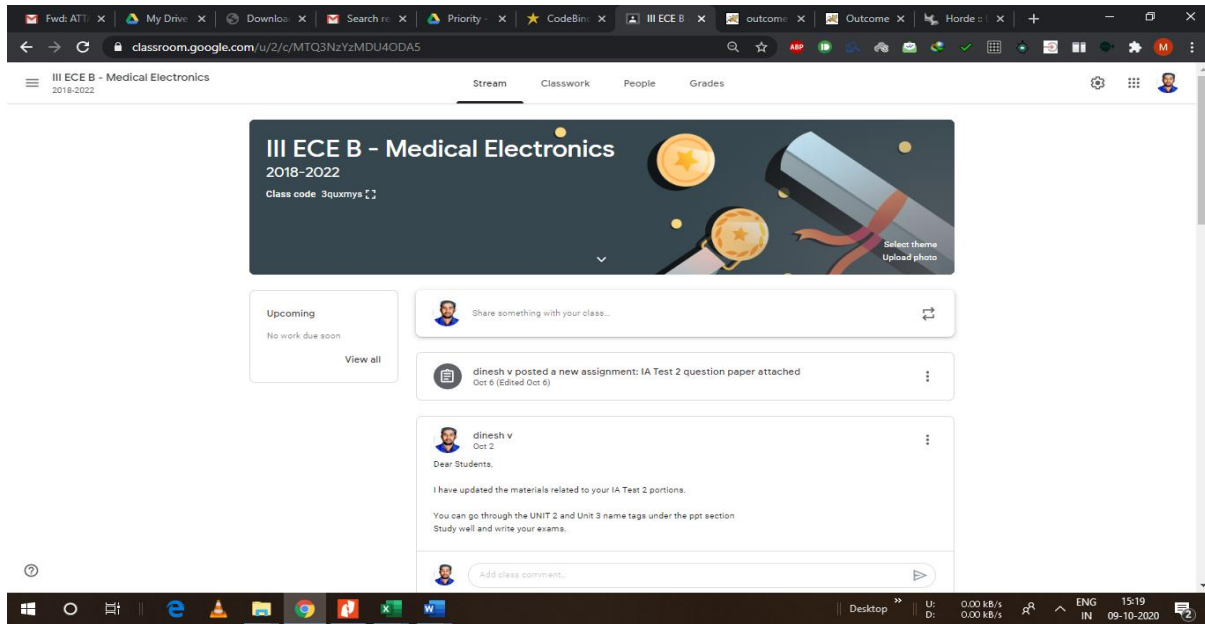 Fwd: ATT
My Drive
Downloa
Search re
Priority -
CodeBinc
III ECE B
outcome
Outcome
Horde ::
classroom.google.com/u/2/c/MTQ3NzYzMDU4ODA5
ABP
M
III ECE B - Medical Electronics
2018-2022
Stream
Classwork
People
Grades
III ECE B - Medical Electronics
2018-2022
Class code 3quxmys
Select theme
Upload photo
Upcoming
No work due soon
View all
Share something with your class...
dinesh v posted a new assignment: IA Test 2 question paper attached
Oct 6 (Edited Oct 6)
dinesh v
Oct 2
Dear Students,
I have updated the materials related to your IA Test 2 portions.
You can go through the UNIT 2 and Unit 3 name tags under the ppt section
Study well and write your exams.
Add class comment...
Desktop
U: 0.00 kB/s
D: 0.00 kB/s
ENG
IN
15:19
09-10-2020
2